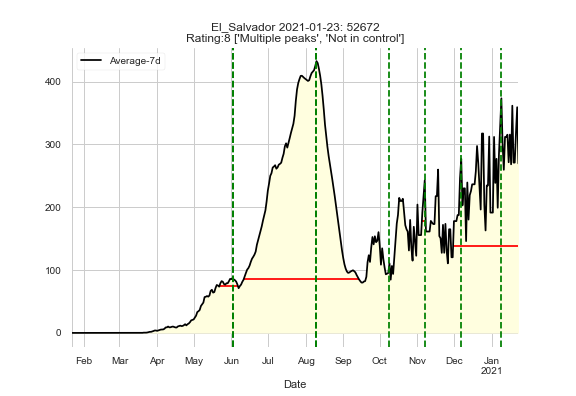 El_Salvador 2021-01-23: 52672
Rating:8 ['Multiple peaks', 'Not in control']
Average-7d
400
300
200
100
0
Feb Mar Apr May Jun Jul Aug Sep Oct Nov Dec Jan
2021
Date